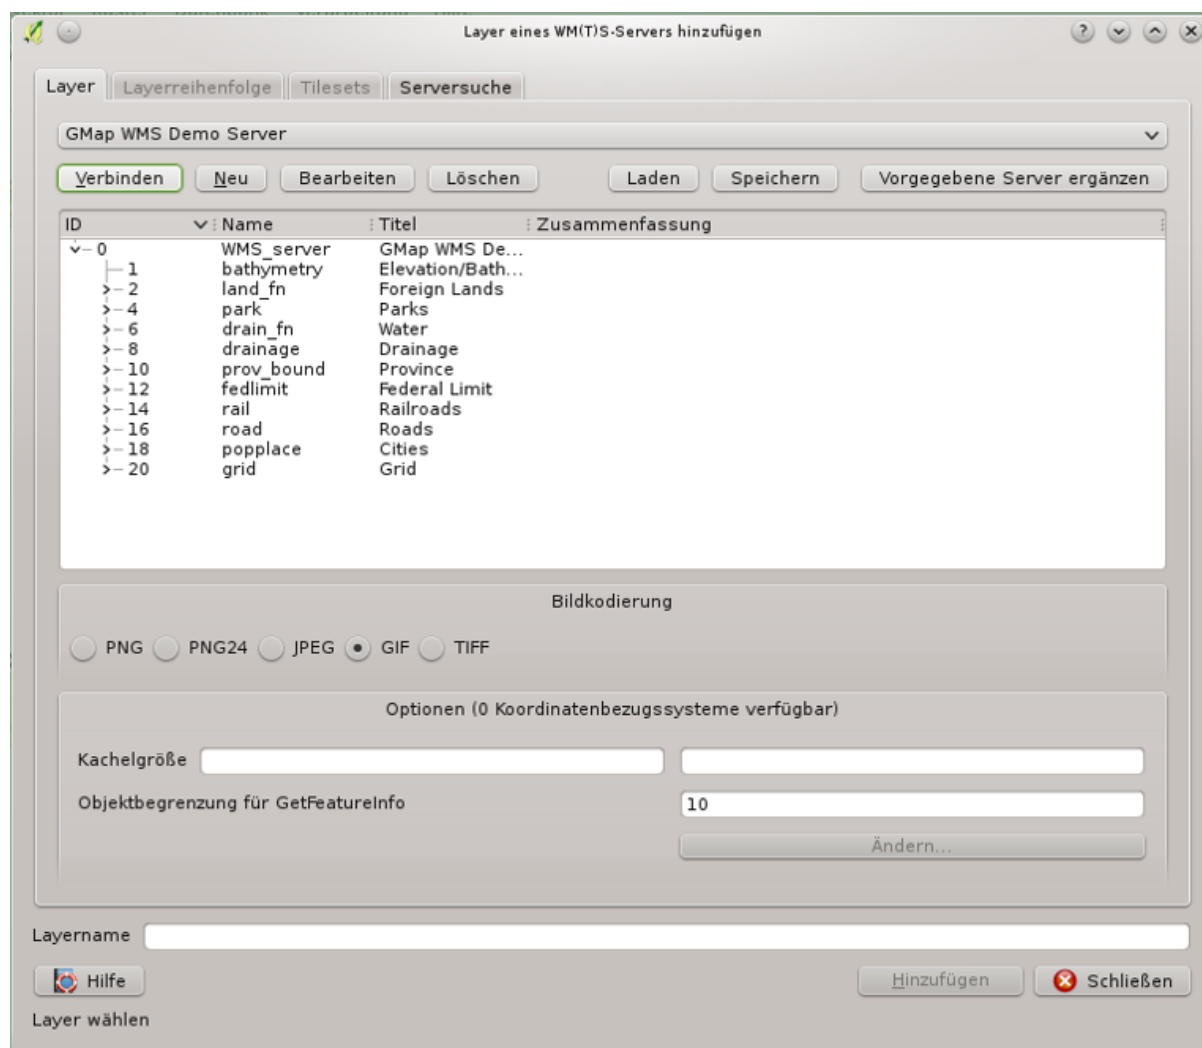 Layer eines WM(T)S-Servers hinzufügen
Layer Layerreihenfolge Tilesets Serversuche
GMap WMS Demo Server
Verbinden Neu Bearbeiten Löschen Laden Speichern Vorgegebene Server ergänzen
ID Name Titel Zusammenfassung
0 WMS_server GMap WMS De...
1 bathymetry Elevation/Bath...
2 land_fn Foreign Lands
4 park Parks
6 drain_fn Water
8 drainage Drainage
10 prov_bound Province
12 fedlimit Federal Limit
14 rail Railroads
16 road Roads
18 popplace Cities
20 grid Grid
Bildkodierung
PNG PNG24 JPEG GIF TIFF
Optionen (0 Koordinatenbezugssysteme verfügbar)
Kachelgröße
Objektbegrenzung für GetFeatureInfo 10
Ändern...
Layername
Hilfe Hinzufügen Schließen
Layer wählen